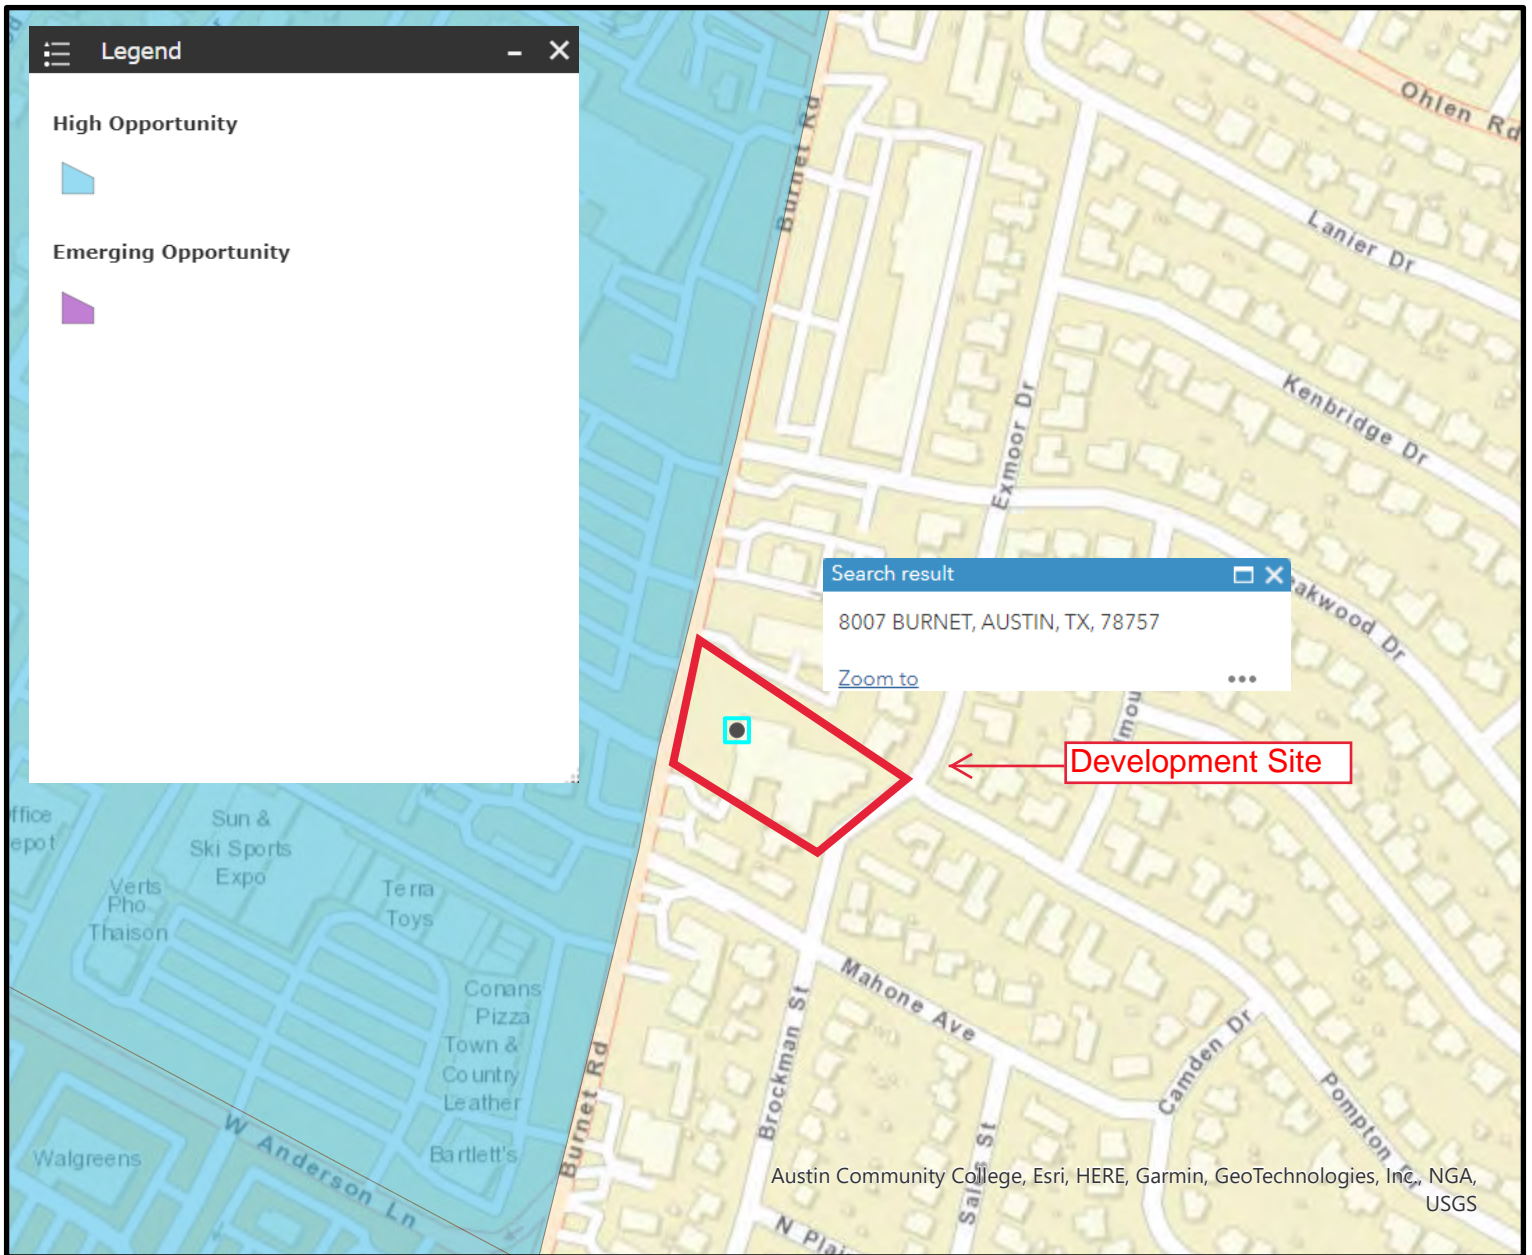 Legend
High Opportunity
Emerging Opportunity
Burnet Rd
Ohlen Rd
Lanier Dr
Kenbridge Dr
Exmoor Dr
Search result
8007 BURNET, AUSTIN, TX, 78757
Zoom to
Development Site
Sun &
Ski Sports
Expo
Verts
Pho
Thaison
Terra
Toys
Conans
Pizza
Town &
Country
Leather
Bartlett's
Walgreens
W Anderson Ln
Burnet Rd
Brockman St
Mahone Ave
Sales St
Camden Dr
Pompton Dr
Austin Community College, Esri, HERE, Garmin, GeoTechnologies, Inc., NGA,
USGS